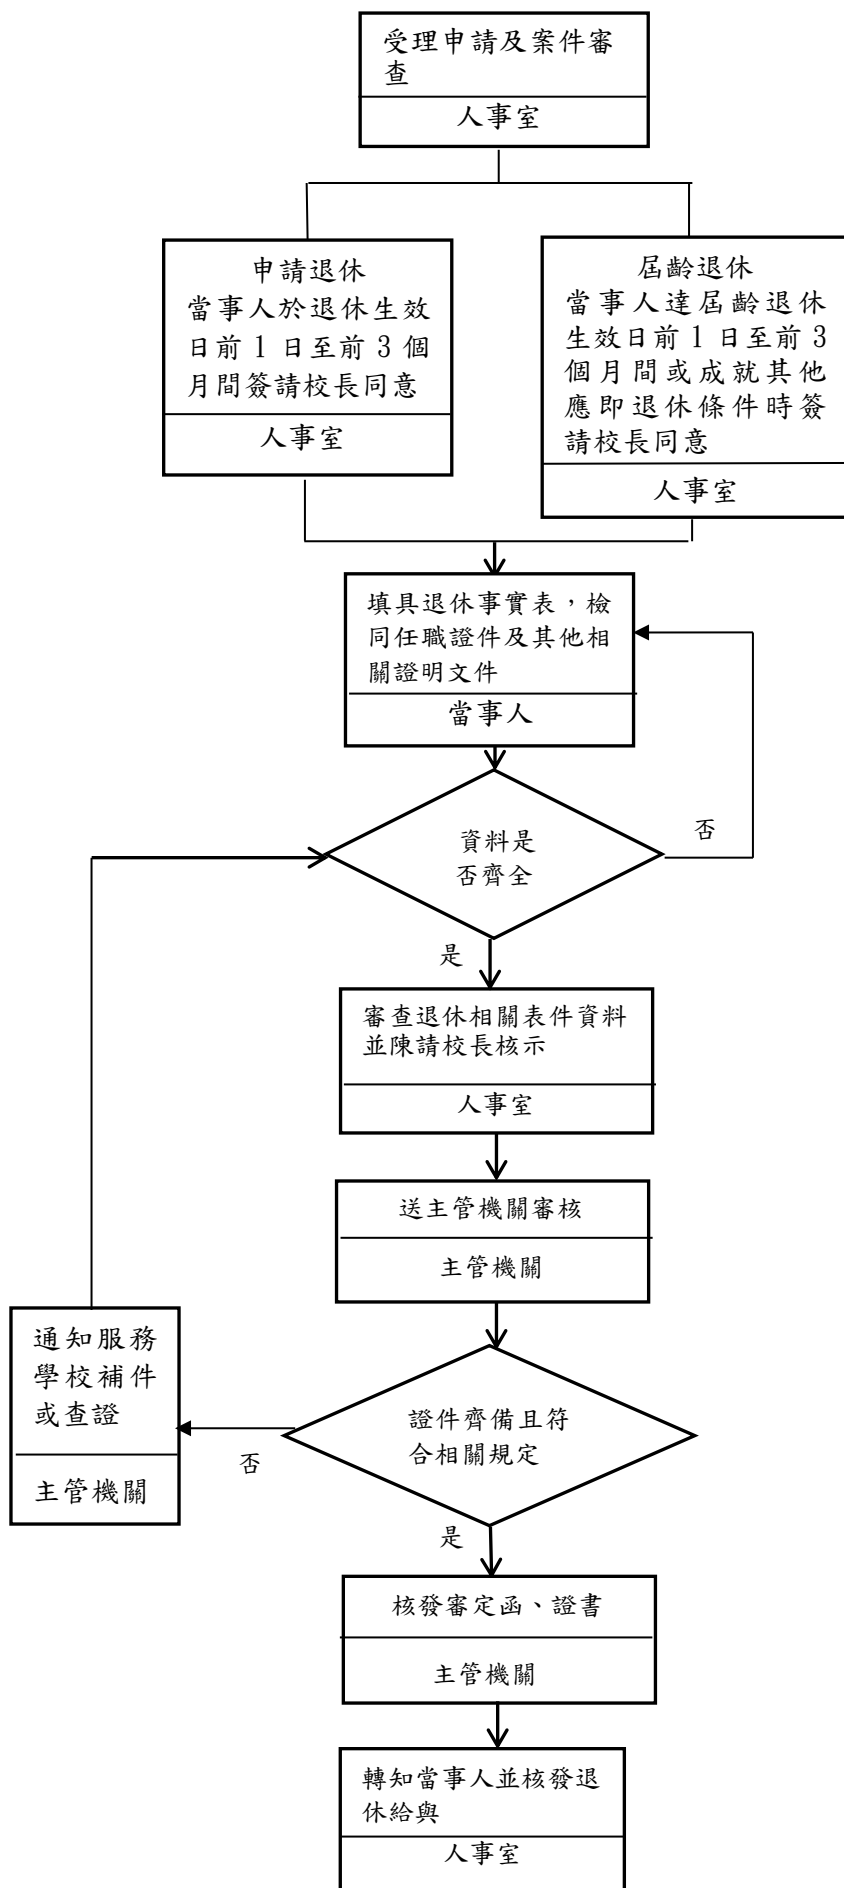 受理申請及案件審
查
人事室
申請退休
當事人於退休生效
日前 1 日至前 3 個
月間簽請校長同意
人事室
屆齡退休
當事人達屆齡退休
生效日前 1 日至前 3
個月間或成就其他
應即退休條件時簽
請校長同意
人事室
填具退休事實表，檢
同任職證件及其他相
關證明文件
當事人
資料是
否齊全
否
是
審查退休相關表件資料
並陳請校長核示
人事室
送主管機關審核
主管機關
證件齊備且符
合相關規定
否
通知服務
學校補件
或查證
主管機關
是
核發審定函、證書
主管機關
轉知當事人並核發退
休給與
人事室